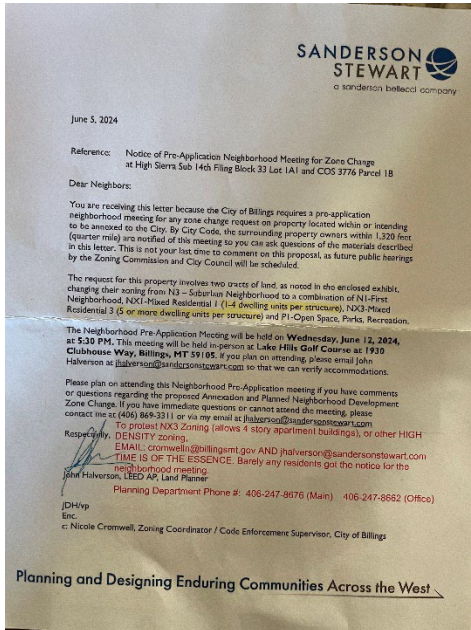 SANDERSON
STEWART
a sanderson bellecci company
June 5, 2024
Reference: Notice of Pre-Application Neighborhood Meeting for Zone Change
at High Sierra Sub 14th Filing Block 33 Lot 1A1 and COS 3776 Parcel 1B
Dear Neighbors:
You are receiving this letter because the City of Billings requires a pre-application
neighborhood meeting for any zone change request on property located within or intending
to be annexed to the City. By City Code, the surrounding property owners within 1,320 feet
(quarter mile) are notified of this meeting so you can ask questions of the materials described
in this letter. This is not your last time to comment on this proposal, as future public hearings
by the Zoning Commission and City Council will be scheduled.
The request for this property involves two tracts of land, as noted in the enclosed exhibit,
changing their zoning from N3 – Suburban Neighborhood to a combination of N1-First
Neighborhood, NX1-Mixed Residential 1 (1-4 dwelling units per structure), NX3-Mixed
Residential 3 (5 or more dwelling units per structure) and P1-Open Space, Parks, Recreation.
The Neighborhood Pre-Application Meeting will be held on Wednesday, June 12, 2024,
at 5:30 PM. This meeting will be held in-person at Lake Hills Golf Course at 1930
Clubhouse Way, Billings, MT 59105. If you plan on attending, please email John
Halverson at jhalverson@sandersonstewart.com so that we can verify accommodations.
Please plan on attending this Neighborhood Pre-Application meeting if you have comments
or questions regarding the proposed Annexation and Planned Neighborhood Development
Zone Change. If you have immediate questions or cannot attend the meeting, please
contact me at (406) 869-3311 or via my email at jhalverson@sandersonstewart.com
To protest NX3 Zoning (allows 4 story apartment buildings), or other HIGH
Respectfully, DENSITY zoning,
EMAIL: cromwelln@billingsmt.gov AND jhalverson@sandersonstewart.com
TIME IS OF THE ESSENCE. Barely any residents got the notice for the
neighborhood meeting.
John Halverson, LEED AP, Land Planner
Planning Department Phone #: 406-247-8676 (Main) 406-247-8662 (Office)
JDH/vp
Enc.
c: Nicole Cromwell, Zoning Coordinator / Code Enforcement Supervisor, City of Billings
Planning and Designing Enduring Communities Across the West